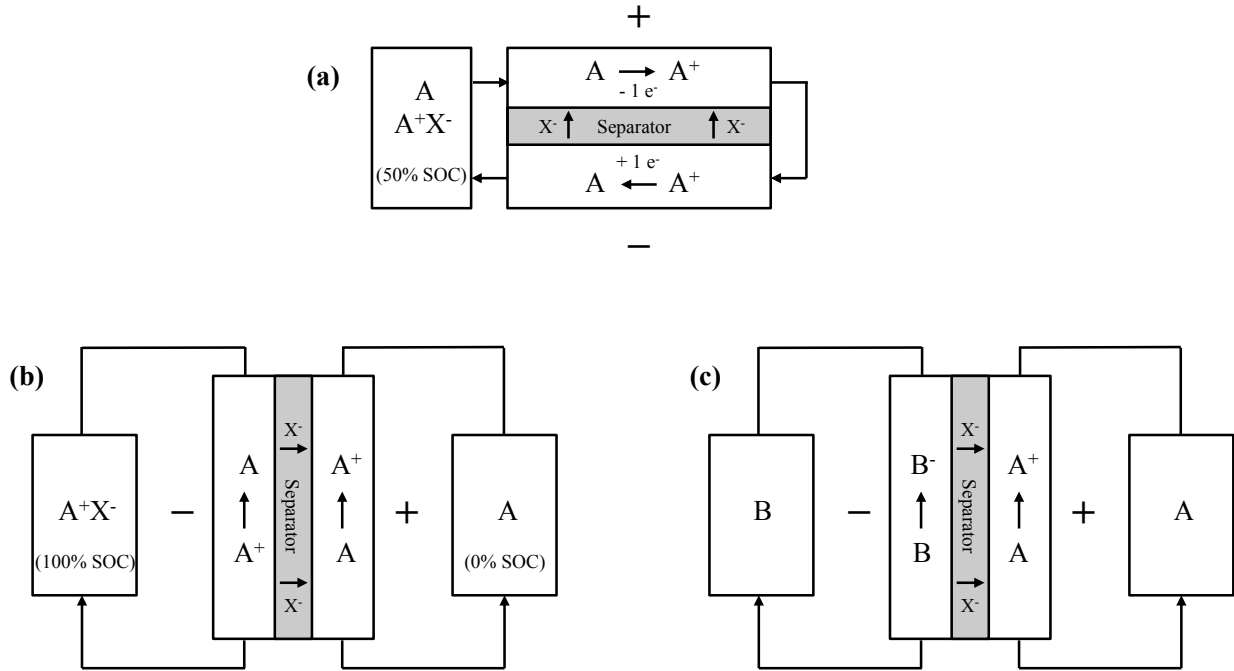 +
(a)
A
A⁺X⁻
(50% SOC)
A → A⁺
- 1 e⁻
X⁻ ↑ Separator ↑ X⁻
+ 1 e⁻
A ← A⁺
−
(b)
A⁺X⁻
(100% SOC)
−
A
A⁺
X⁻
Separator
X⁻
A⁺
A
+
A
(0% SOC)
(c)
B
−
B⁻
B
X⁻
Separator
X⁻
A⁺
A
+
A